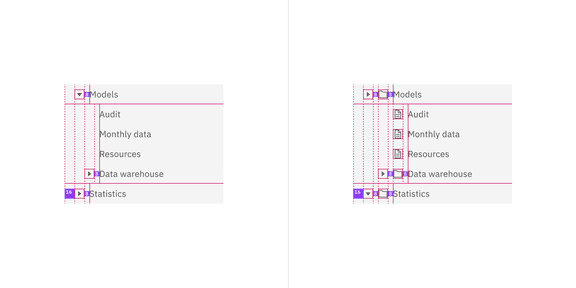 Models
Audit
Monthly data
Resources
Data warehouse
16 Statistics
Models
Audit
Monthly data
Resources
Data warehouse
16 Statistics